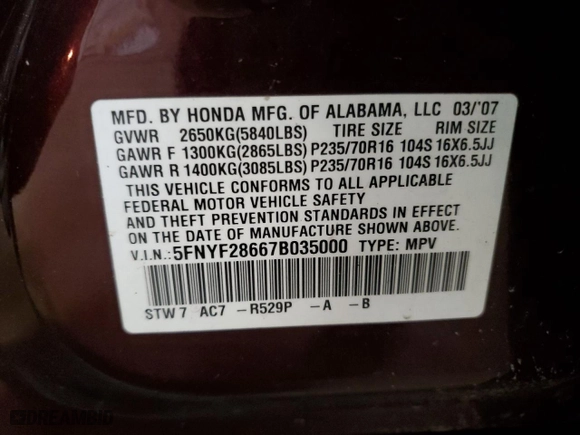 MFD. BY HONDA MFG. OF ALABAMA, LLC 03/'07
GVWR 2650KG(5840LBS) TIRE SIZE RIM SIZE
GAWR F 1300KG(2865LBS) P235/70R16 104S 16X6.5JJ
GAWR R 1400KG(3085LBS) P235/70R16 104S 16X6.5JJ
THIS VEHICLE CONFORMS TO ALL APPLICABLE
FEDERAL MOTOR VEHICLE SAFETY
AND THEFT PREVENTION STANDARDS IN EFFECT
ON THE DATE OF MANUFACTURE SHOWN ABOVE.
V.I.N.: 5FNYF28667B035000 TYPE: MPV
STW7 AC7 -R529P -A -B
DREAMBID